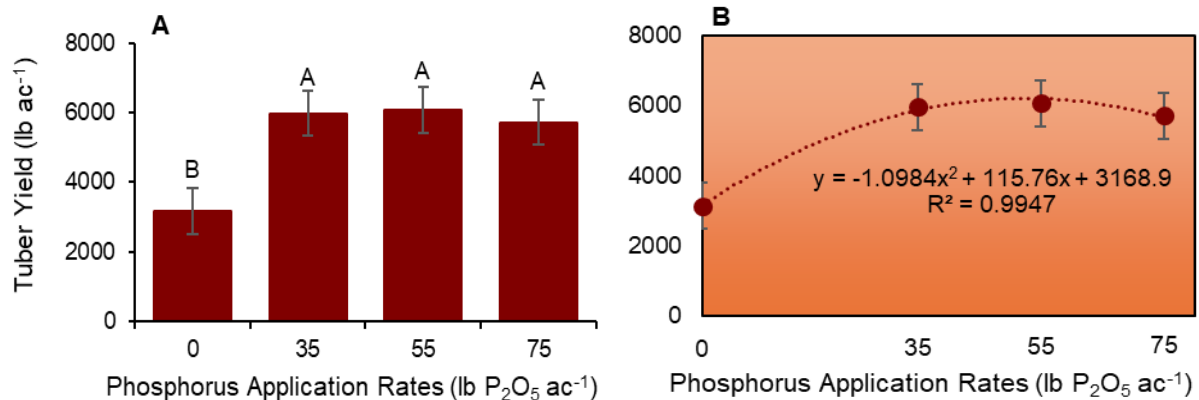 A
Tuber Yield (lb ac⁻¹)
8000
6000
4000
2000
0
B
A
A
A
0 35 55 75
Phosphorus Application Rates (lb P₂O₅ ac⁻¹)
B
8000
6000
4000
2000
0
y = -1.0984x² + 115.76x + 3168.9
R² = 0.9947
0 35 55 75
Phosphorus Application Rates (lb P₂O₅ ac⁻¹)